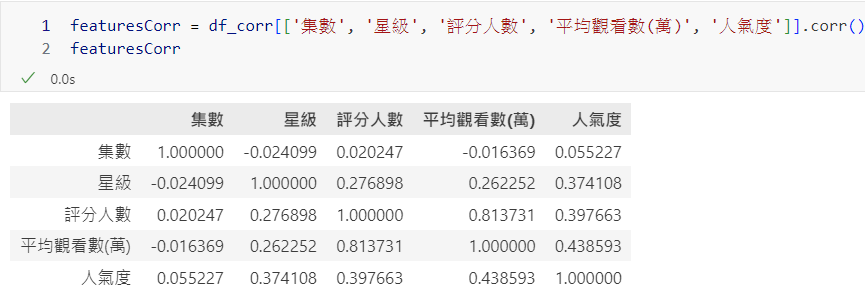 1 featuresCorr = df_corr[['集數', '星級', '評分人數', '平均觀看數(萬)', '人氣度']].corr()
2 featuresCorr
0.0s
集數 星級 評分人數 平均觀看數(萬) 人氣度
集數 1.000000 -0.024099 0.020247 -0.016369 0.055227
星級 -0.024099 1.000000 0.276898 0.262252 0.374108
評分人數 0.020247 0.276898 1.000000 0.813731 0.397663
平均觀看數(萬) -0.016369 0.262252 0.813731 1.000000 0.438593
人氣度 0.055227 0.374108 0.397663 0.438593 1.000000